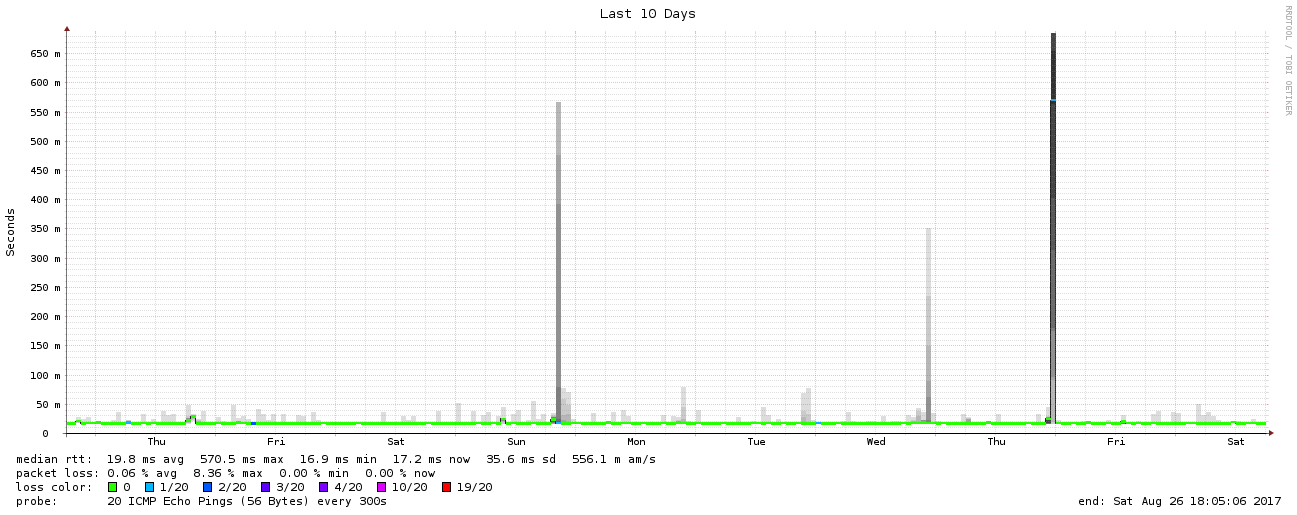 Last 10 Days
RRDTOOL / TOBI OETIKER
Seconds
650 m
600 m
550 m
500 m
450 m
400 m
350 m
300 m
250 m
200 m
150 m
100 m
50 m
0
Thu Fri Sat Sun Mon Tue Wed Thu Fri Sat
median rtt: 19.8 ms avg 570.5 ms max 16.9 ms min 17.2 ms now 35.6 ms sd 556.1 m am/s
packet loss: 0.06 % avg 8.36 % max 0.00 % min 0.00 % now
loss color: 0 1/20 2/20 3/20 4/20 10/20 19/20
probe: 20 ICMP Echo Pings (56 Bytes) every 300s end: Sat Aug 26 18:05:06 2017